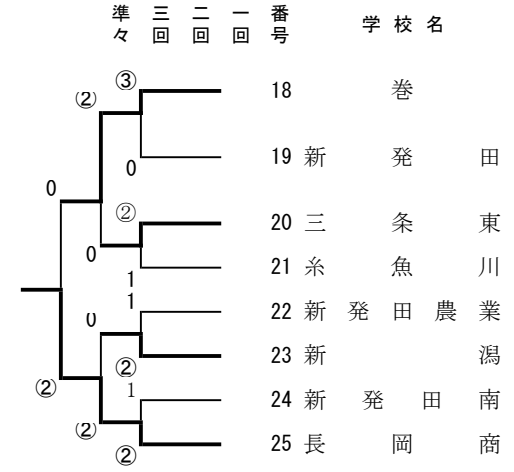 準々 三回 二回 一回 番号 学校名
③
② 18 巻
0 19 新発田
0
② 20 三条東
0
1 21 糸魚川
1 22 新発田農業
0
② 23 新潟
1 24 新発田南
②
② 25 長岡商
②